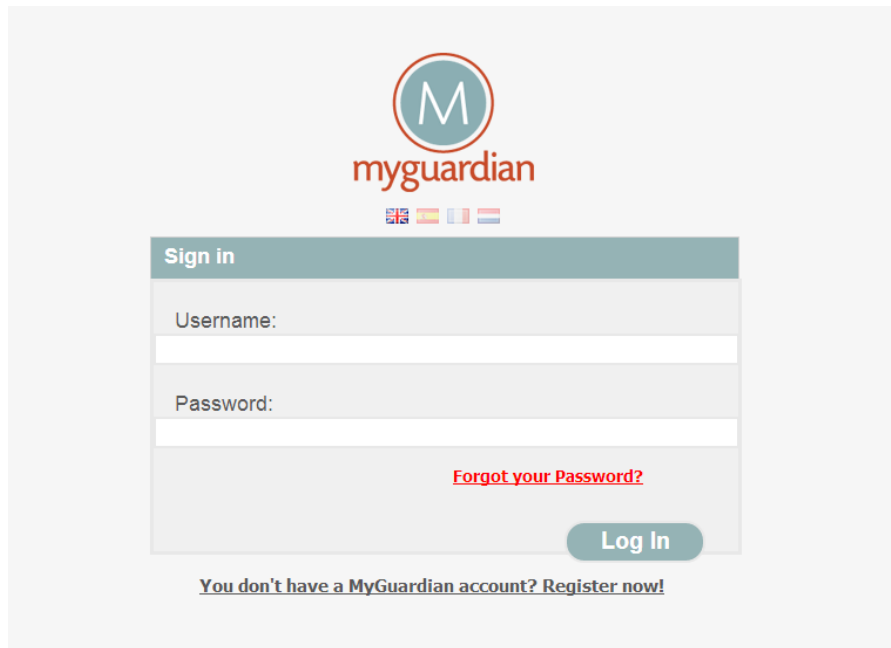 M
myguardian
Sign in
Username:
Password:
Forgot your Password?
Log In
You don't have a MyGuardian account? Register now!